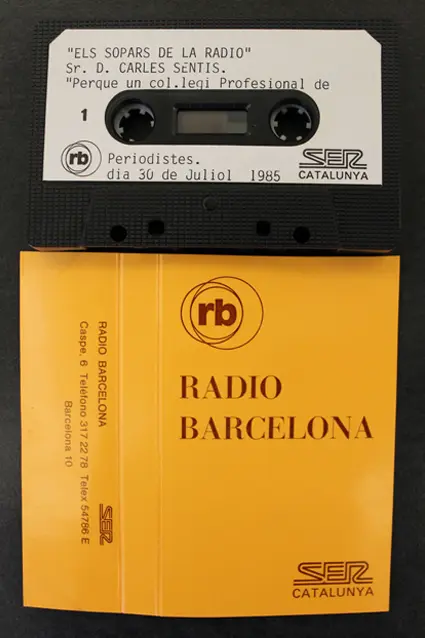 "ELS SOPARS DE LA RADIO"
Sr. D. CARLES SENTIS.
"Perque un col.legi Profesional de
1
rb
Periodistes.
dia 30 de Juliol 1985
SER
CATALUNYA
rb
RADIO
BARCELONA
RADIO BARCELONA
Caspe, 6 Teléfono 317 22 78 Telex 54786 E
Barcelona 10
SER
SER
CATALUNYA